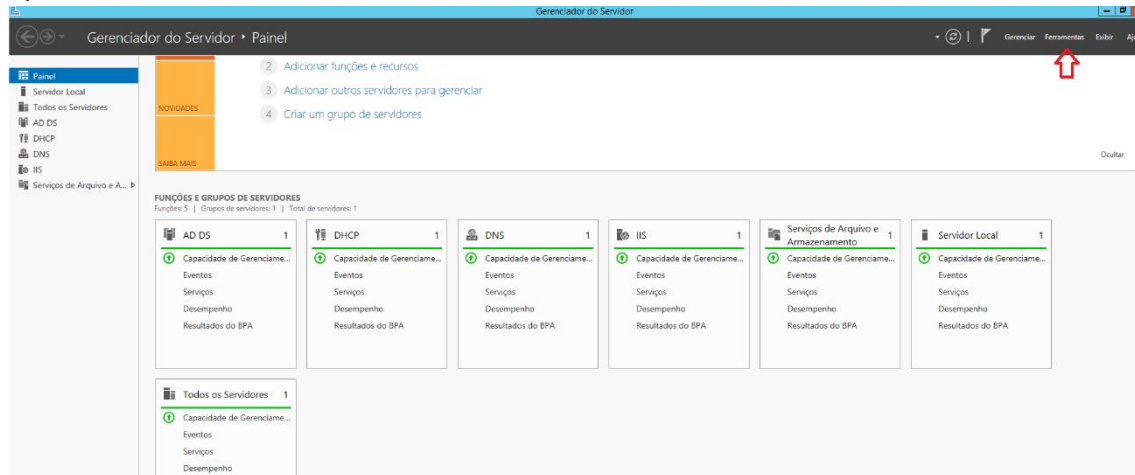 Gerenciador do Servidor
Gerenciador do Servidor • Painel
Gerenciar Ferramentas Exibir Aj
Painel
Servidor Local
Todos os Servidores
AD DS
DHCP
DNS
IIS
Serviços de Arquivo e A...
NOVIDADES
SAIBA MAIS
2 Adicionar funções e recursos
3 Adicionar outros servidores para gerenciar
4 Criar um grupo de servidores
Ocultar
FUNÇÕES E GRUPOS DE SERVIDORES
Funções: 5 | Grupos de servidores: 1 | Total de servidores: 1
AD DS 1
Capacidade de Gerenciame...
Eventos
Serviços
Desempenho
Resultados do BPA
DHCP 1
Capacidade de Gerenciame...
Eventos
Serviços
Desempenho
Resultados do BPA
DNS 1
Capacidade de Gerenciame...
Eventos
Serviços
Desempenho
Resultados do BPA
IIS 1
Capacidade de Gerenciame...
Eventos
Serviços
Desempenho
Resultados do BPA
Serviços de Arquivo e
Armazenamento 1
Capacidade de Gerenciame...
Eventos
Serviços
Desempenho
Resultados do BPA
Servidor Local 1
Capacidade de Gerenciame...
Eventos
Serviços
Desempenho
Resultados do BPA
Todos os Servidores 1
Capacidade de Gerenciame...
Eventos
Serviços
Desempenho